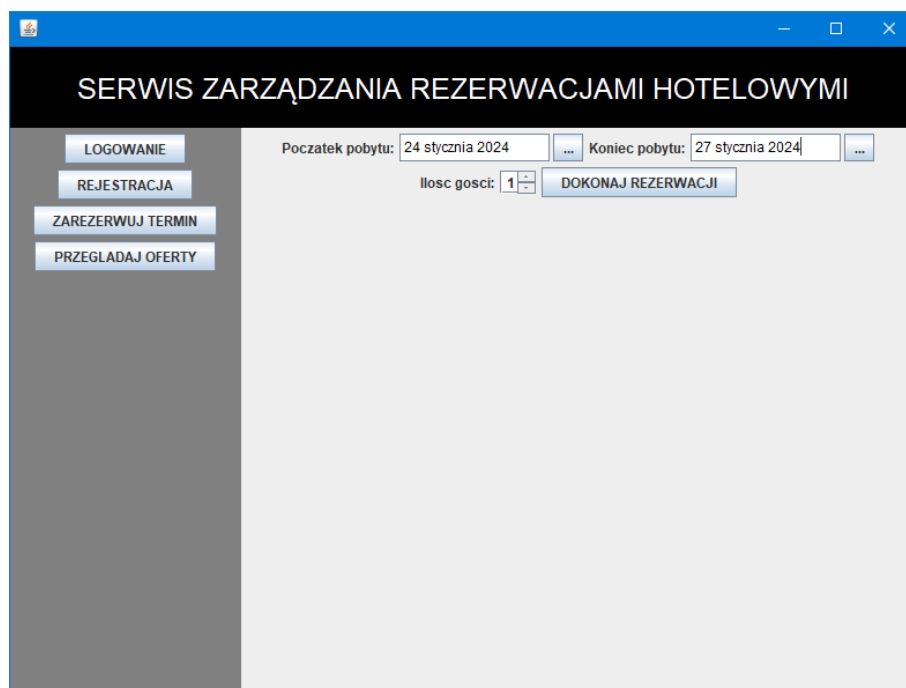 SERWIS ZARZĄDZANIA REZERWACJAMI HOTELOWYMI
LOGOWANIE
REJESTRACJA
ZAREZERWUJ TERMIN
PRZEGLADAJ OFERTY
Poczatek pobytu: 24 stycznia 2024 ... Koniec pobytu: 27 stycznia 2024 ...
Ilosc gosci: 1 DOKONAJ REZERWACJI